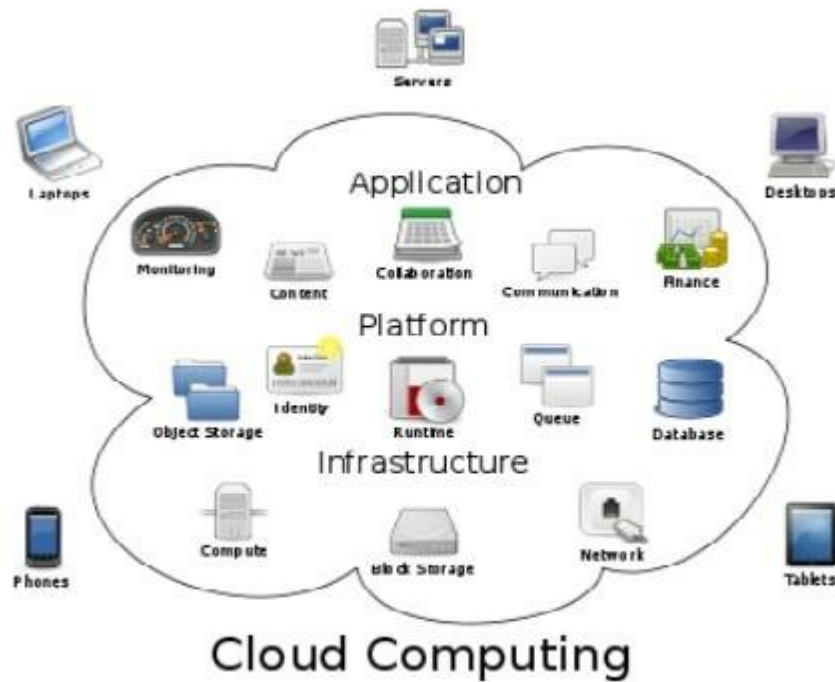 Servers
Laptops
Desktops
Application
Monitoring
Content
Collaboration
Communication
Finance
Platform
Object Storage
Identity
Runtime
Queue
Database
Infrastructure
Compute
Block Storage
Network
Phones
Tablets
Cloud Computing